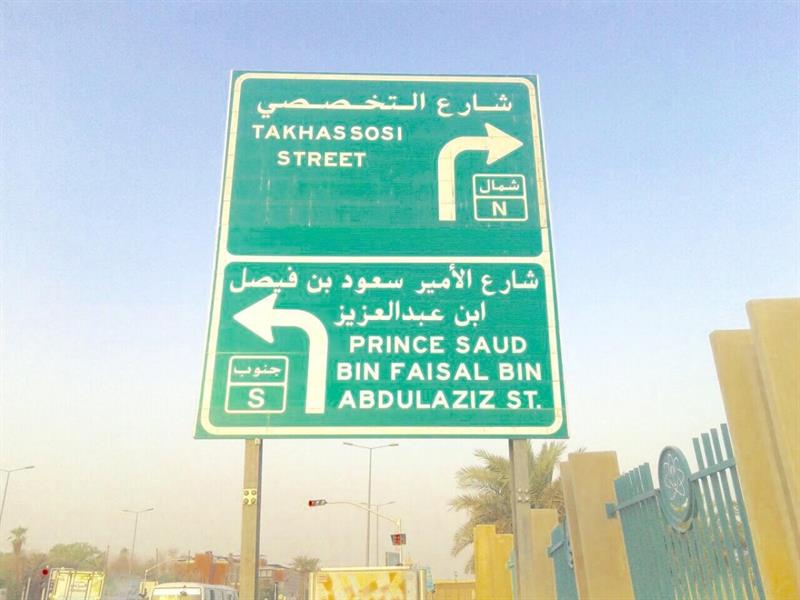 شارع التخصصي
TAKHASSOSI
STREET
شمال
N
شارع الأمير سعود بن فيصل
ابن عبدالعزيز
PRINCE SAUD
BIN FAISAL BIN
ABDULAZIZ ST.
جنوب
S